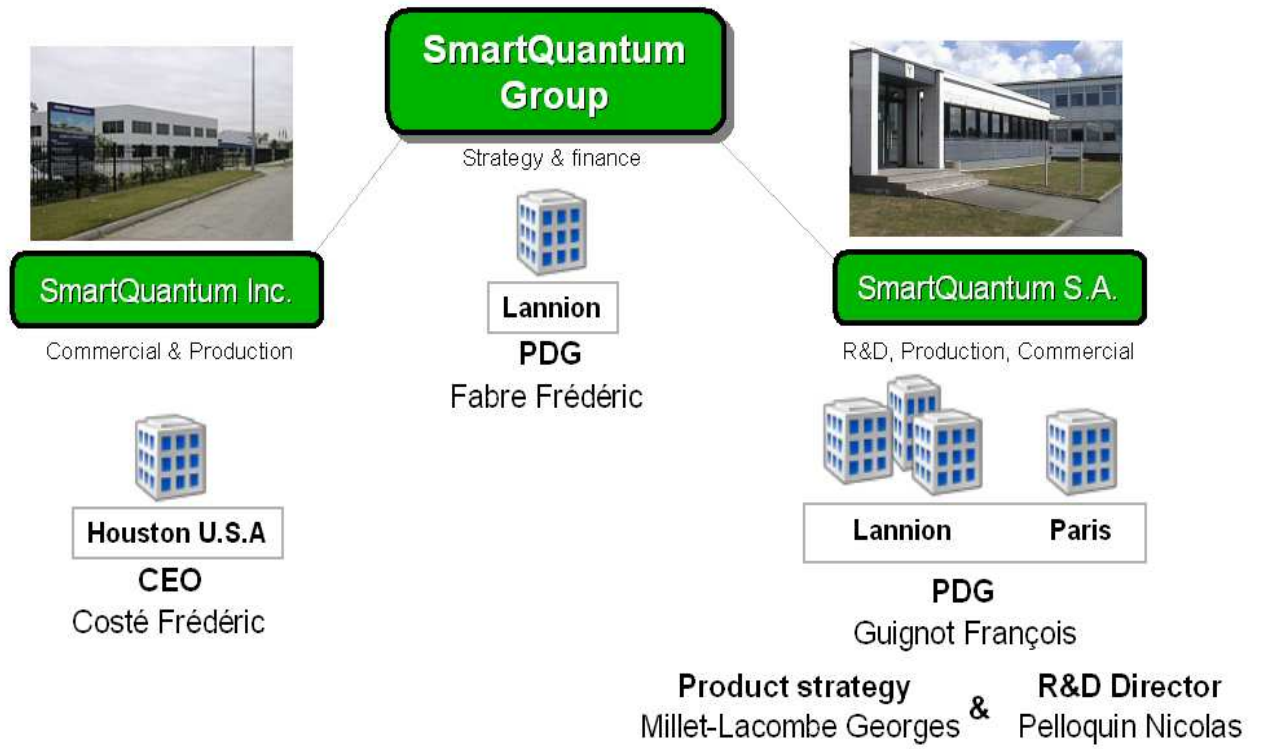 SmartQuantum
Group
Strategy & finance
Lannion
PDG
Fabre Frédéric
SmartQuantum Inc.
Commercial & Production
Houston U.S.A
CEO
Costé Frédéric
SmartQuantum S.A.
R&D, Production, Commercial
Lannion Paris
PDG
Guignot François
Product strategy & R&D Director
Millet-Lacombe Georges Pelloquin Nicolas